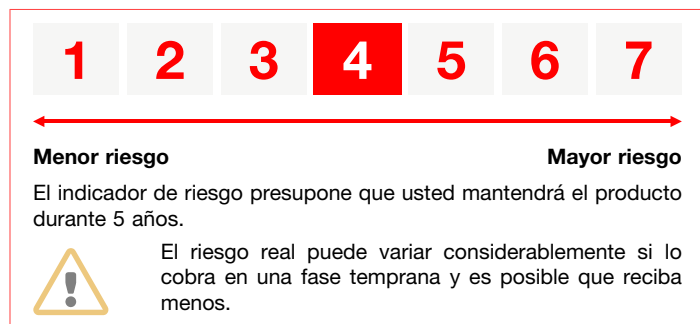 1 2 3 4 5 6 7
Menor riesgo Mayor riesgo
El indicador de riesgo presupone que usted mantendrá el producto
durante 5 años.
El riesgo real puede variar considerablemente si lo
cobra en una fase temprana y es posible que reciba
menos.